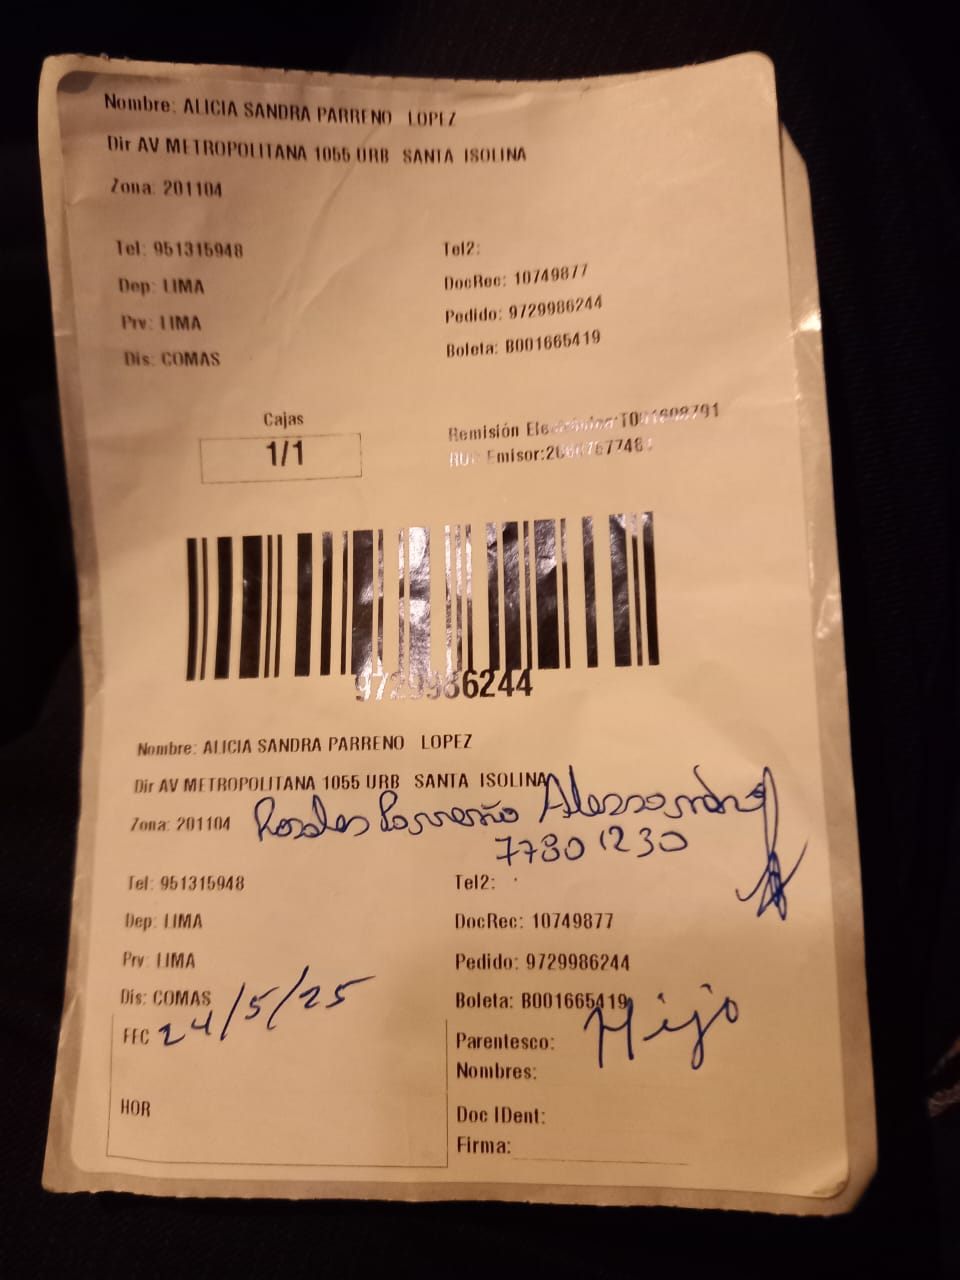 Nombre: ALICIA SANDRA PARRENO LOPEZ
Dir AV METROPOLITANA 1055 URB SANTA ISOLINA
Zona: 201104
Tel: 951315948
Tel2:
Dep: LIMA
DocRec: 10749877
Prv: LIMA
Pedido: 9729986244
Dis: COMAS
Boleta: B001665419
Cajas
1/1
Remisión
Emisor:
9729986244
Nombre: ALICIA SANDRA PARRENO LOPEZ
Dir AV METROPOLITANA 1055 URB SANTA ISOLINA
Zona: 201104
Rosales Parreño Alessandro
77801230
Tel: 951315948
Tel2:
Dep: LIMA
DocRec: 10749877
Prv: LIMA
Pedido: 9729986244
Dis: COMAS
Boleta: B001665419
FEC 24/5/25
Parentesco: Hijo
Nombres:
HOR
Doc IDent:
Firma: